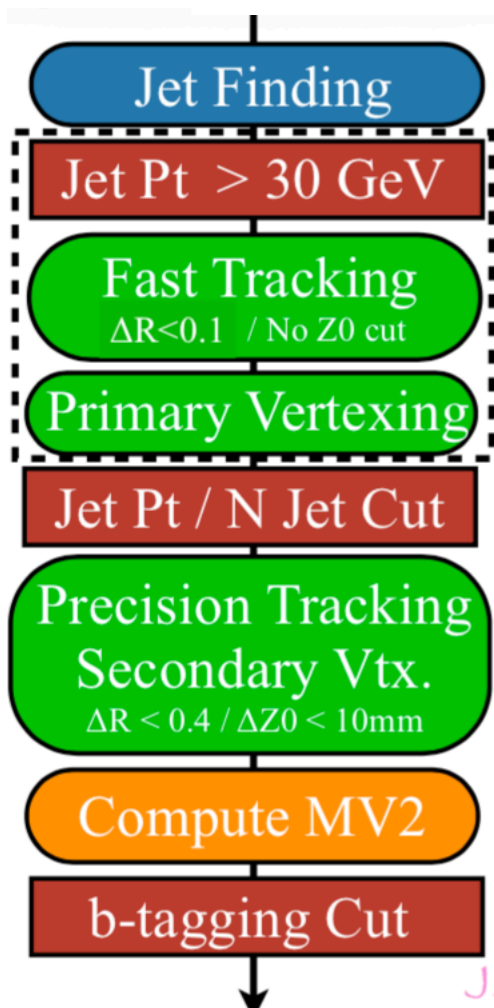 Jet Finding
Jet Pt > 30 GeV
Fast Tracking
ΔR<0.1 / No Z0 cut
Primary Vertexing
Jet Pt / N Jet Cut
Precision Tracking
Secondary Vtx.
ΔR < 0.4 / ΔZ0 < 10mm
Compute MV2
b-tagging Cut
J